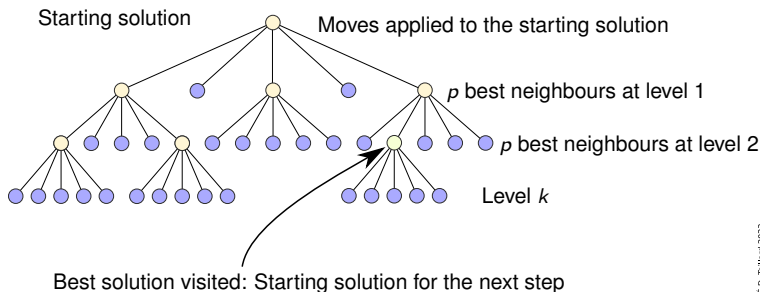 Starting solution
Moves applied to the starting solution
p best neighbours at level 1
p best neighbours at level 2
Level k
Best solution visited: Starting solution for the next step